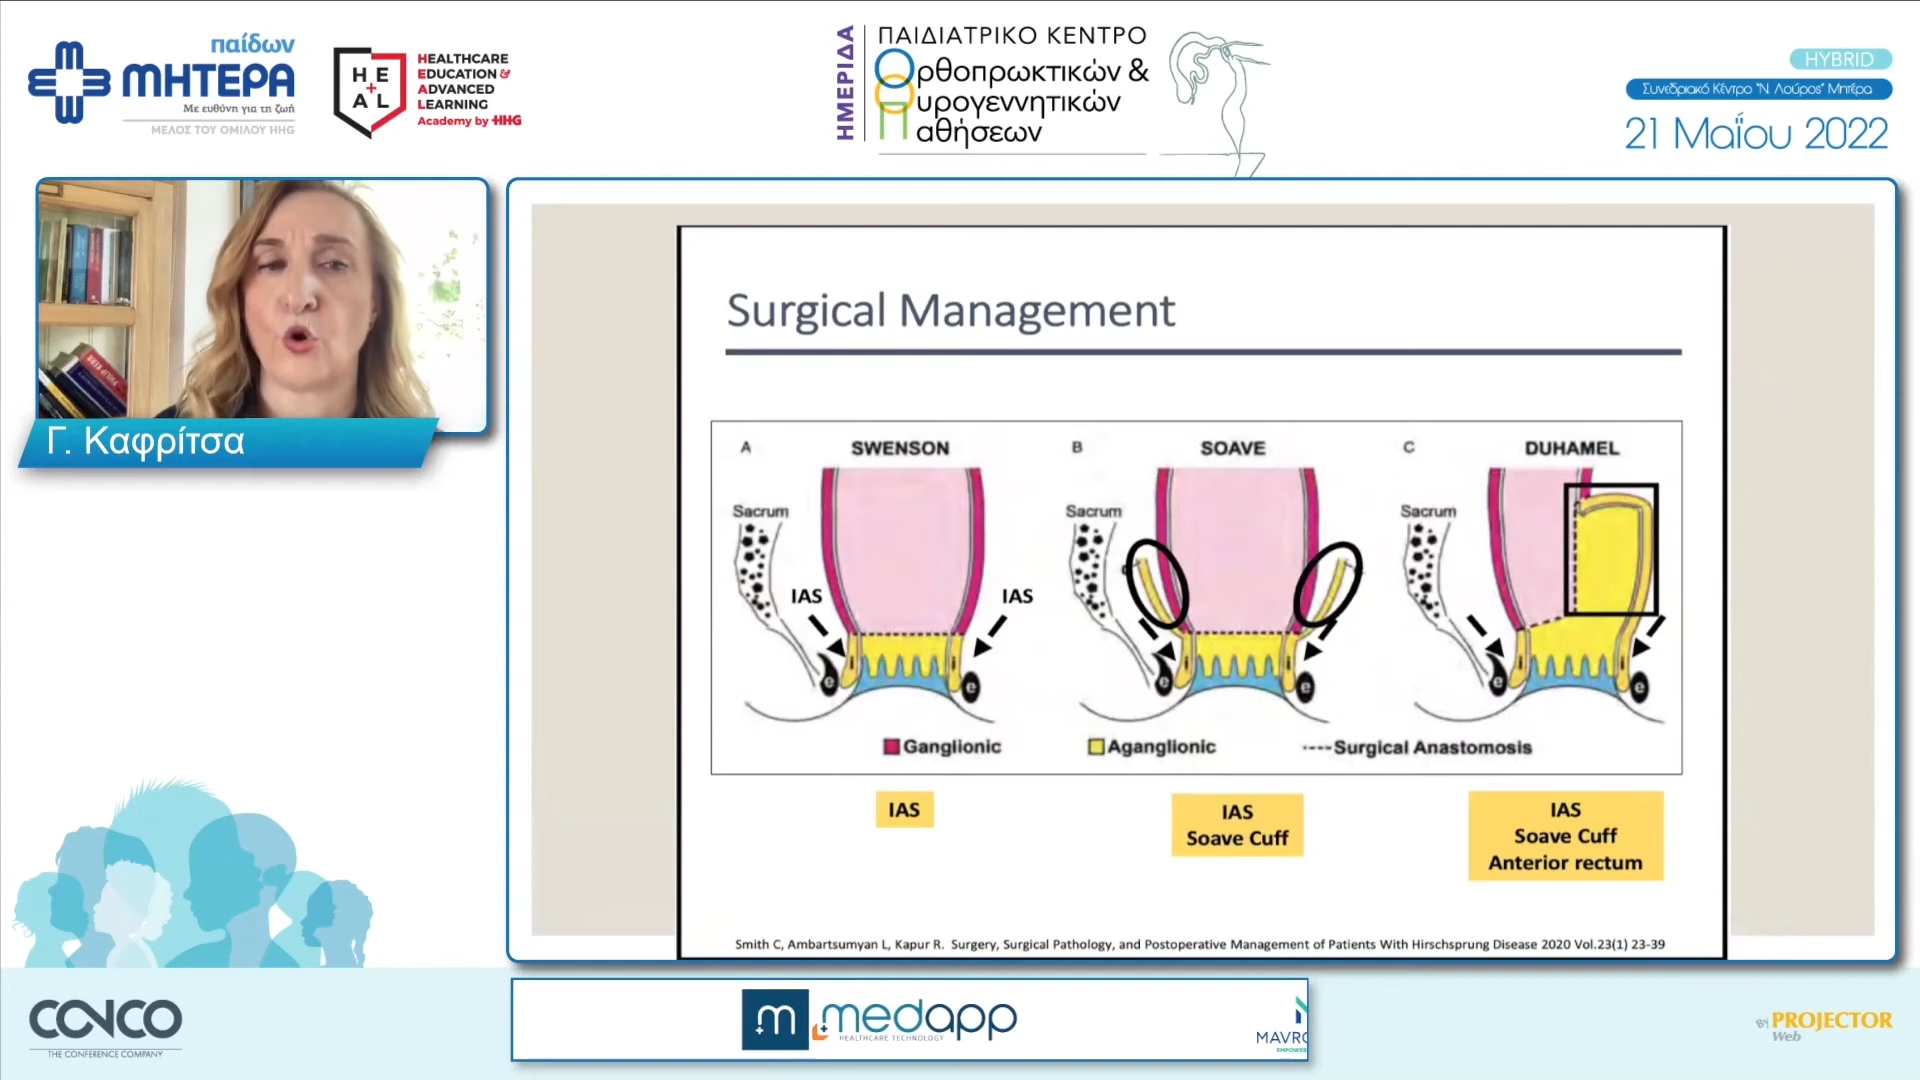 παίδων
ΜΗΤΕΡΑ
Με ευθύνη για τη ζωή
ΜΕΛΟΣ ΤΟΥ ΟΜΙΛΟΥ HHG
HE
AL
HEALTHCARE
EDUCATION &
ADVANCED
LEARNING
Academy by HHG
ΗΜΕΡΙΔΑ
ΠΑΙΔΙΑΤΡΙΚΟ ΚΕΝΤΡΟ
Ορθοπρωκτικών &
Ουρογεννητικών
Παθήσεων
HYBRID
Συνεδριακό Κέντρο "Ν. Λούρος" Μητέρα
21 Μαΐου 2022
Γ. Καφρίτσα
Surgical Management
A SWENSON
B SOAVE
C DUHAMEL
Sacrum
Sacrum
Sacrum
IAS
IAS
e e
e e
e e
Ganglionic
Aganglionic
Surgical Anastomosis
IAS
IAS
Soave Cuff
IAS
Soave Cuff
Anterior rectum
Smith C, Ambartsumyan L, Kapur R. Surgery, Surgical Pathology, and Postoperative Management of Patients With Hirschsprung Disease 2020 Vol.23(1) 23-39
CONCO
THE CONFERENCE COMPANY
m medapp
HEALTHCARE TECHNOLOGY
BY PROJECTOR
Web